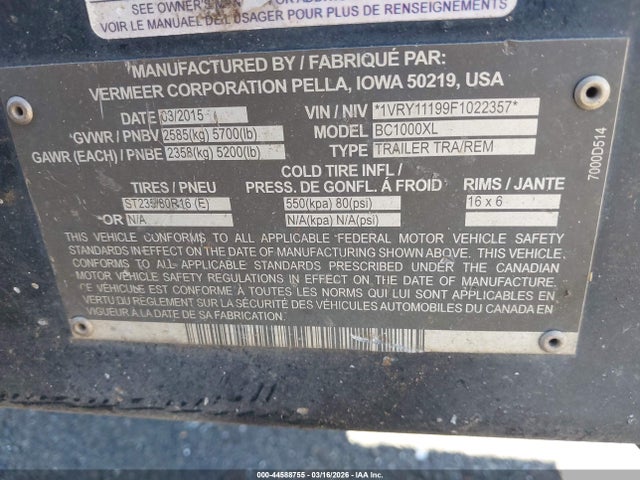 SEE OWNER'S
OU VOIR
LE MANUEL DE L'USAGER POUR PLUS DE RENSEIGNEMENTS
MANUFACTURED BY / FABRIQUÉ PAR:
VERMEER CORPORATION PELLA, IOWA 50219, USA
DATE 03/2015 VIN / NIV *1VRY11199F1022357*
GVWR / PNBV 2585(kg) 5700(lb) MODEL BC1000XL
GAWR (EACH) / PNBE 2358(kg) 5200(lb) TYPE TRAILER TRA/REM
COLD TIRE INFL /
TIRES / PNEU PRESS. DE GONFL. Á FROID RIMS / JANTE
ST235/80R16 (E) 550(kpa) 80(psi) 16 x 6
OR N/A N/A(kpa) N/A(psi)
THIS VEHICLE CONFORMS TO ALL APPLICABLE FEDERAL MOTOR VEHICLE SAFETY
STANDARDS IN EFFECT ON THE DATE OF MANUFACTURING SHOWN ABOVE. THIS VEHICLE
CONFORMS TO ALL APPLICABLE STANDARDS PRESCRIBED UNDER THE CANADIAN
MOTOR VEHICLE SAFETY REGULATIONS IN EFFECT ON THE DATE OF MANUFACTURE.
CE VÉHICULE EST CONFORME À TOUTES LES NORMS QUI LUI SONT APPLICABLES EN
VERTU DU RÈGLEMENT SUR LA SÉCURITÉ DES VÉHICULES AUTOMOBILES DU CANADA EN
VIGUEUR À LA DATE DE SA FABRICATION.
7000D514
000-44588755 - 03/16/2026 - © IAA, Inc.